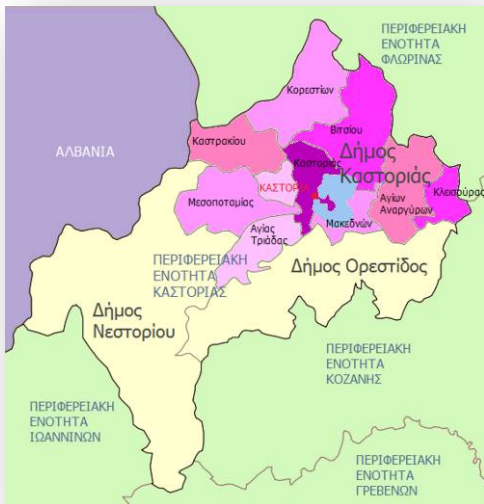 ΠΕΡΙΦΕΡΕΙΑΚΗ
ΕΝΟΤΗΤΑ
ΦΛΩΡΙΝΑΣ
Κορεστίων
Βιτσίου
Καστρακίου
ΑΛΒΑΝΙΑ
Καστοριάς
Δήμος
Καστοριάς
ΚΑΣΤΟΡΙΑ
Κλεισούρας
Μεσοποταμίας
Αγίων
Αναργύρων
Μακεδνών
Αγίας
Τριάδας
ΠΕΡΙΦΕΡΕΙΑΚΗ
ΕΝΟΤΗΤΑ
ΚΑΣΤΟΡΙΑΣ
Δήμος Ορεστίδος
Δήμος
Νεστορίου
ΠΕΡΙΦΕΡΕΙΑΚΗ
ΕΝΟΤΗΤΑ
ΚΟΖΑΝΗΣ
ΠΕΡΙΦΕΡΕΙΑΚΗ
ΕΝΟΤΗΤΑ
ΙΩΑΝΝΙΝΩΝ
ΠΕΡΙΦΕΡΕΙΑΚΗ
ΕΝΟΤΗΤΑ
ΓΡΕΒΕΝΩΝ